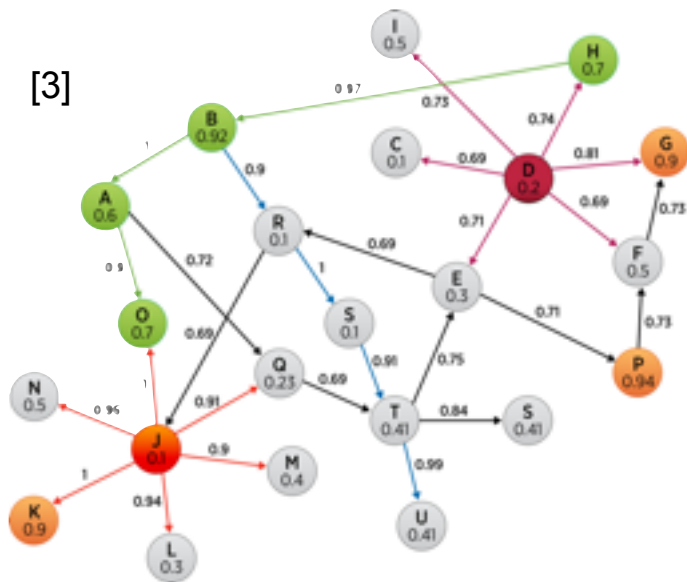 I
0.5
H
0.7
[3]
0.97
0.73
0.74
B
0.92
C
0.1
G
0.9
1
0.9
0.69
D
0.2
0.81
A
0.6
0.71
0.69
0.73
R
0.1
0.72
0.69
F
0.5
0.9
E
0.3
1
0.71
O
0.7
S
0.1
0.73
0.69
0.75
Q
0.23
0.91
P
0.94
N
0.5
1
0.69
0.96
0.91
T
0.41
0.84
S
0.41
J
0.1
0.9
M
0.4
1
0.94
0.99
K
0.9
U
0.41
L
0.3